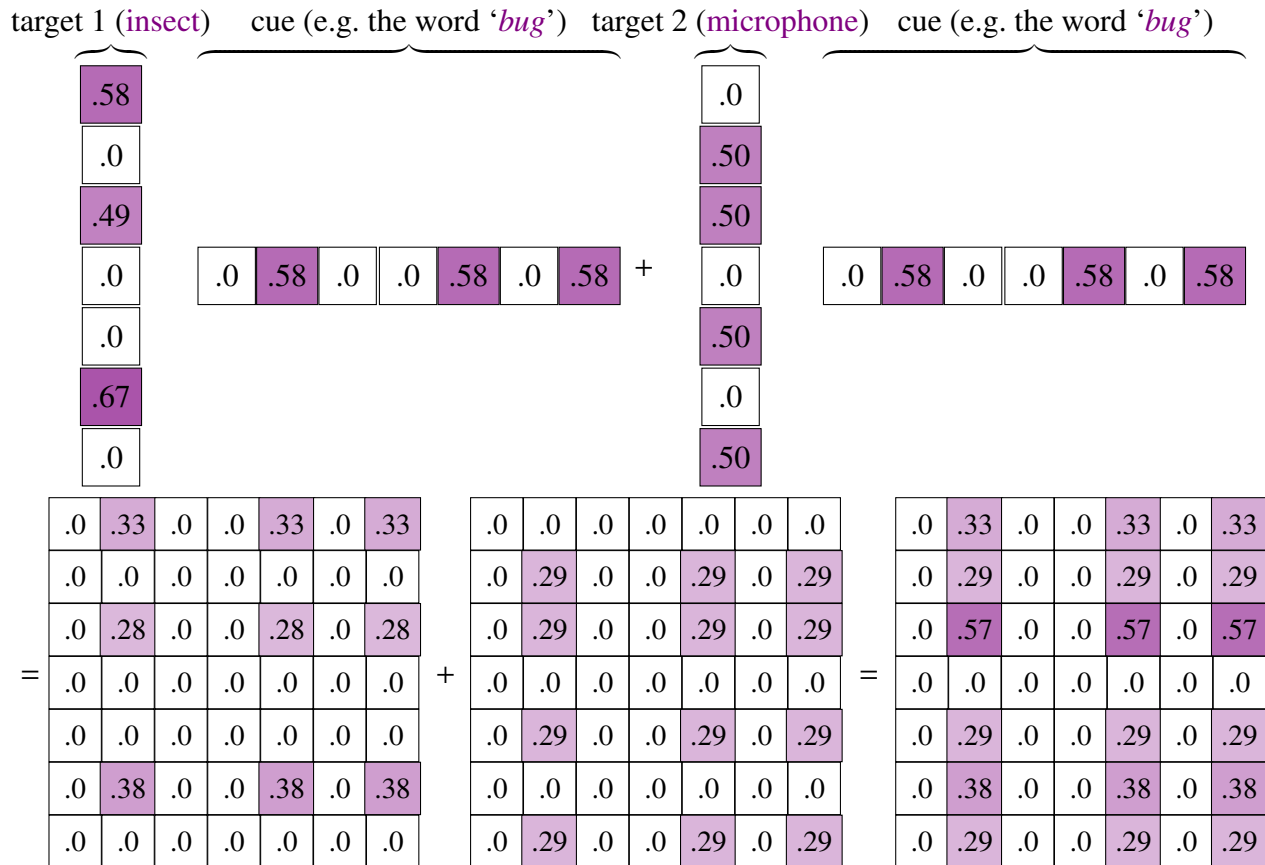 target 1 (insect) cue (e.g. the word ‘bug’) target 2 (microphone) cue (e.g. the word ‘bug’)
.58 .0
.0 .50
.49 .50
.0 .0 .58 .0 .0 .58 .0 .58 + .0 .0 .58 .0 .0 .58 .0 .58
.0 .50
.67 .0
.0 .50
.0 .33 .0 .0 .33 .0 .33 .0 .0 .0 .0 .0 .0 .0 .0 .33 .0 .0 .33 .0 .33
.0 .0 .0 .0 .0 .0 .0 .0 .29 .0 .0 .29 .0 .29 .0 .29 .0 .0 .29 .0 .29
.0 .28 .0 .0 .28 .0 .28 .0 .29 .0 .0 .29 .0 .29 .0 .57 .0 .0 .57 .0 .57
= .0 .0 .0 .0 .0 .0 .0 + .0 .0 .0 .0 .0 .0 .0 = .0 .0 .0 .0 .0 .0 .0
.0 .0 .0 .0 .0 .0 .0 .0 .29 .0 .0 .29 .0 .29 .0 .29 .0 .0 .29 .0 .29
.0 .38 .0 .0 .38 .0 .38 .0 .0 .0 .0 .0 .0 .0 .0 .38 .0 .0 .38 .0 .38
.0 .0 .0 .0 .0 .0 .0 .0 .29 .0 .0 .29 .0 .29 .0 .29 .0 .0 .29 .0 .29